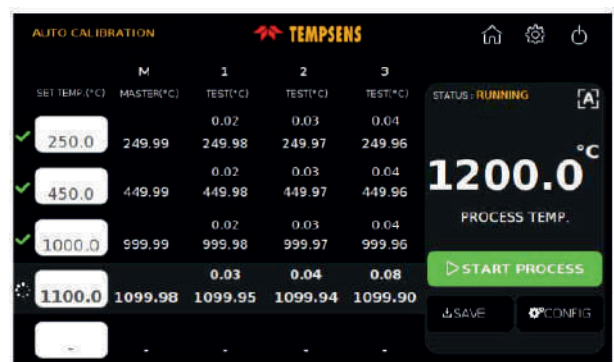 AUTO CALIBRATION
TEMPSENS
M 1 2 3
SET TEMP.(°C) MASTER(°C) TEST(°C) TEST(°C) TEST(°C)
0.02 0.03 0.04
250.0 249.99 249.98 249.97 249.96
0.02 0.03 0.04
450.0 449.99 449.98 449.97 449.96
0.02 0.03 0.04
1000.0 999.99 999.98 999.97 999.96
0.03 0.04 0.08
1100.0 1099.98 1099.95 1099.94 1099.90
- - - - -
STATUS : RUNNING [A]
1200.0 °C
PROCESS TEMP.
START PROCESS
SAVE CONFIG